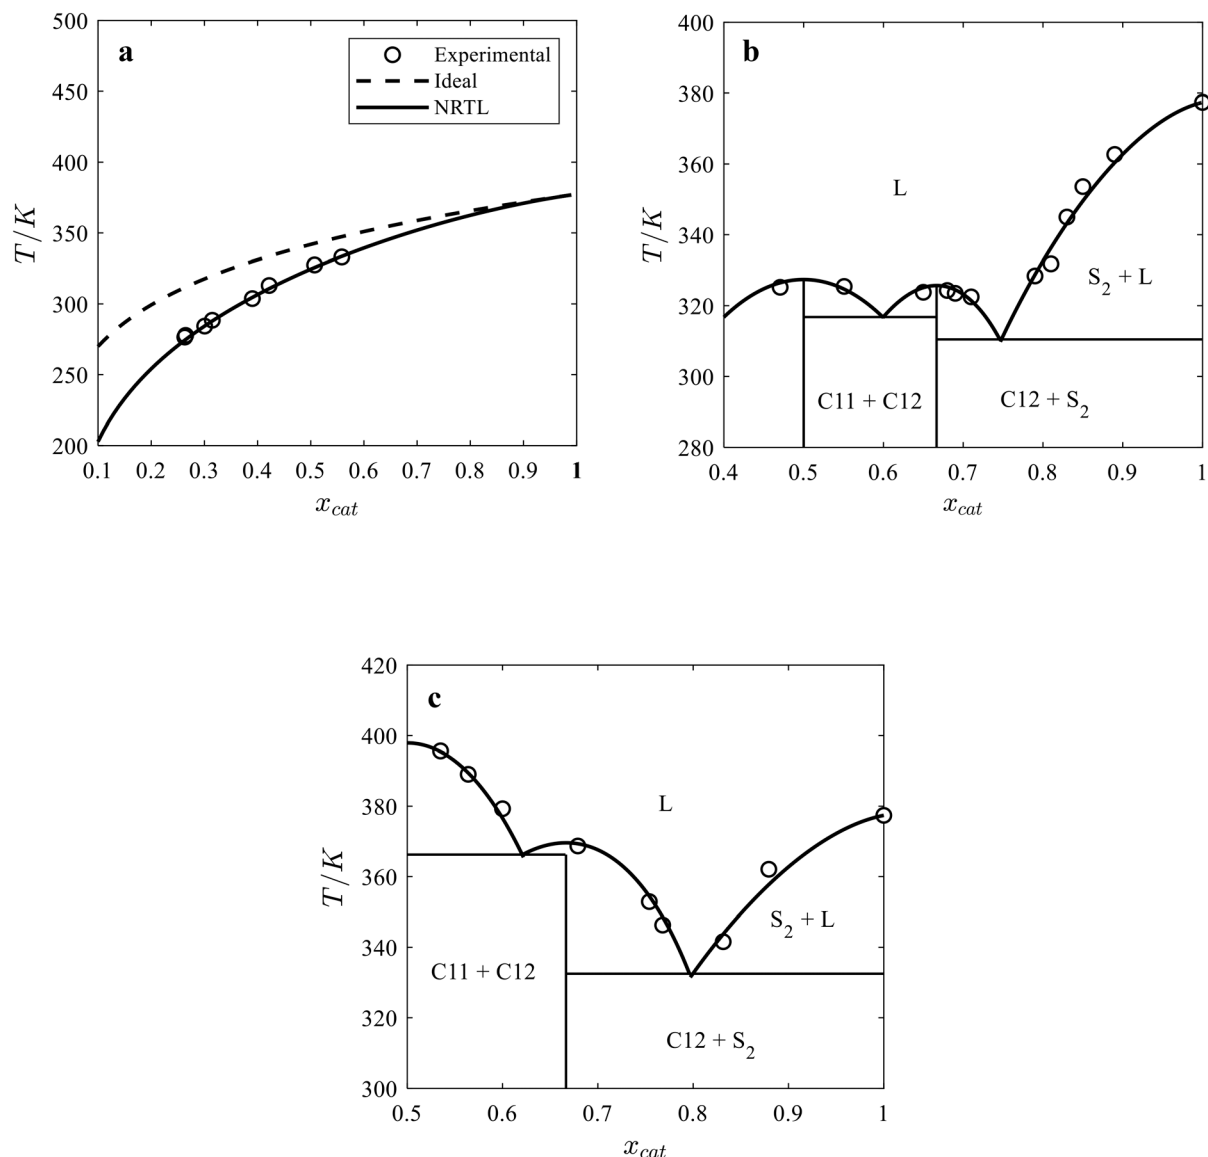 a
Experimental
Ideal
NRTL
500
450
400
350
300
250
200
T/K
0.1 0.2 0.3 0.4 0.5 0.6 0.7 0.8 0.9 1
x_cat
b
400
380
360
340
320
300
280
T/K
L
S₂ + L
C11 + C12
C12 + S₂
0.4 0.5 0.6 0.7 0.8 0.9 1
x_cat
c
420
400
380
360
340
320
300
T/K
L
S₂ + L
C11 + C12
C12 + S₂
0.5 0.6 0.7 0.8 0.9 1
x_cat